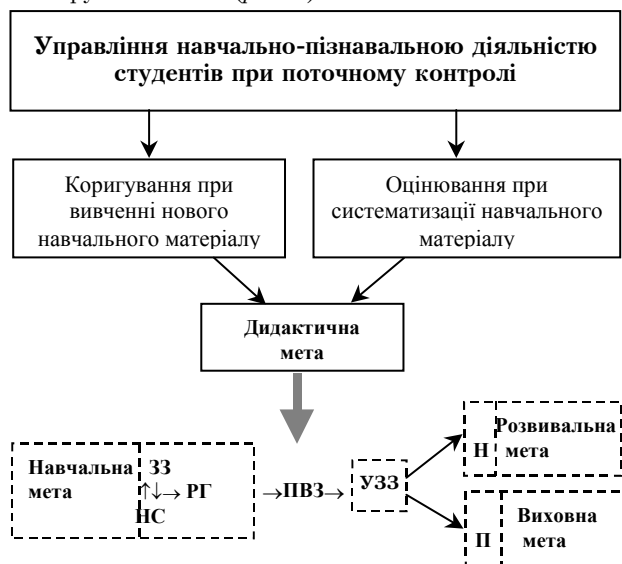 Управління навчально-пізнавальною діяльністю
студентів при поточному контролі
Коригування при
вивченні нового
навчального матеріалу
Оцінювання при
систематизації навчального
матеріалу
Дидактична
мета
Навчальна
мета
ЗЗ
↑↓→ РГ
НС
→ПВЗ→
УЗЗ
Н
Розвивальна
мета
П
Виховна
мета